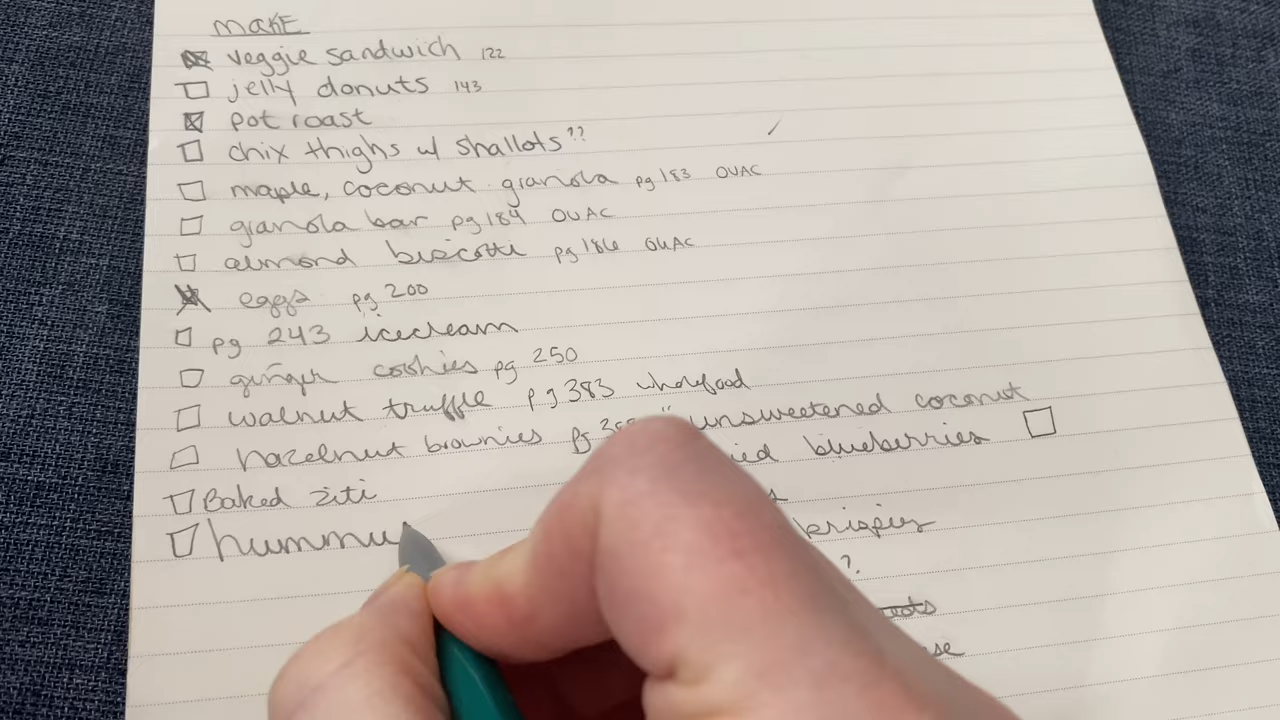 MAKE
veggie sandwich 122
jelly donuts 143
pot roast
chix thighs w/ shallots??
maple, coconut granola pg 183 OUAC
granola bar pg 184 OUAC
almond biscotti pg 186 OUAC
eggs pg 200
pg 243 icecream
ginger cookies pg 250
walnut truffle pg 383 wholefood
hazelnut brownies pg " unsweetened coconut
blueberries
Baked ziti
krispies
hummu
?.